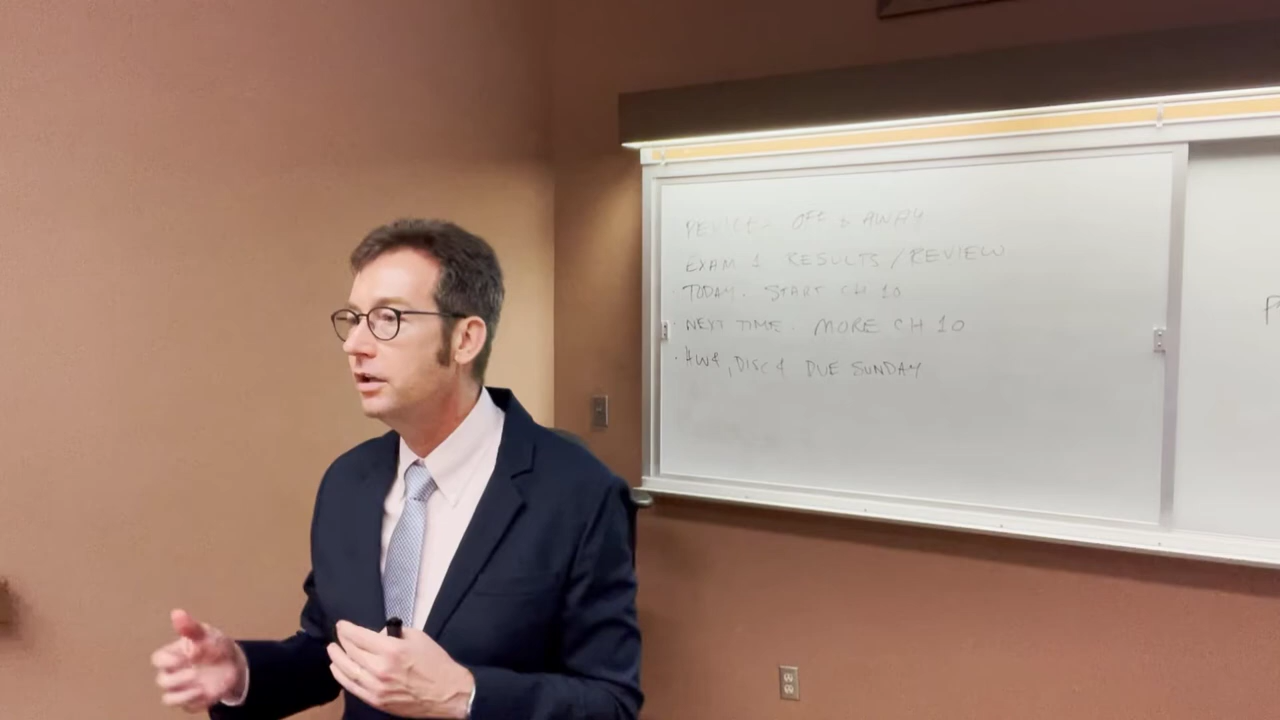 DEVICES OFF & AWAY
EXAM 1 RESULTS / REVIEW
· TODAY. START CH 10
· NEXT TIME. MORE CH 10
· HW4, DISC 4 DUE SUNDAY